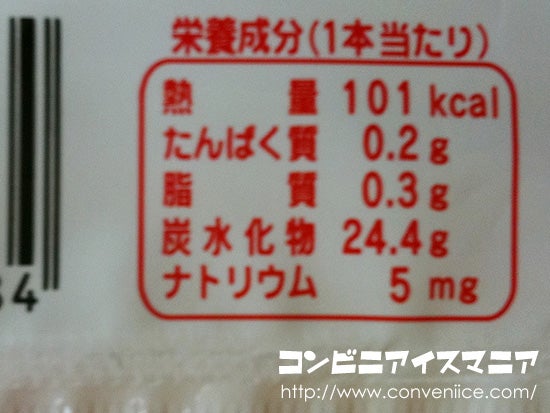 栄養成分(1本当たり)
熱量 101 kcal
たんぱく質 0.2 g
脂質 0.3 g
炭水化物 24.4 g
ナトリウム 5 mg
34
コンビニアイスマニア
http://www.conveniice.com/